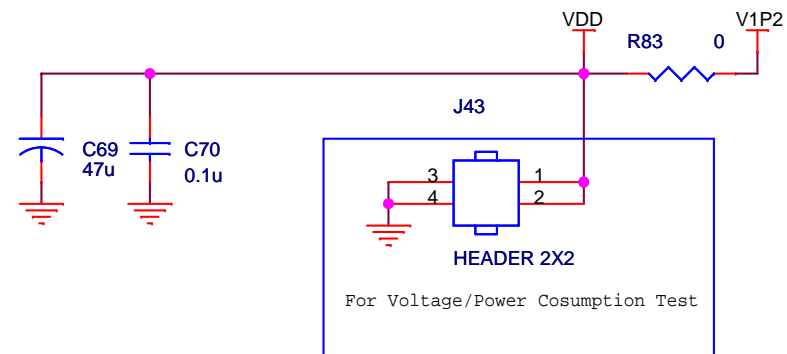 VDD
V1P2
R83
0
J43
C69
47u
C70
0.1u
3
1
4
2
HEADER 2X2
For Voltage/Power Cosumption Test